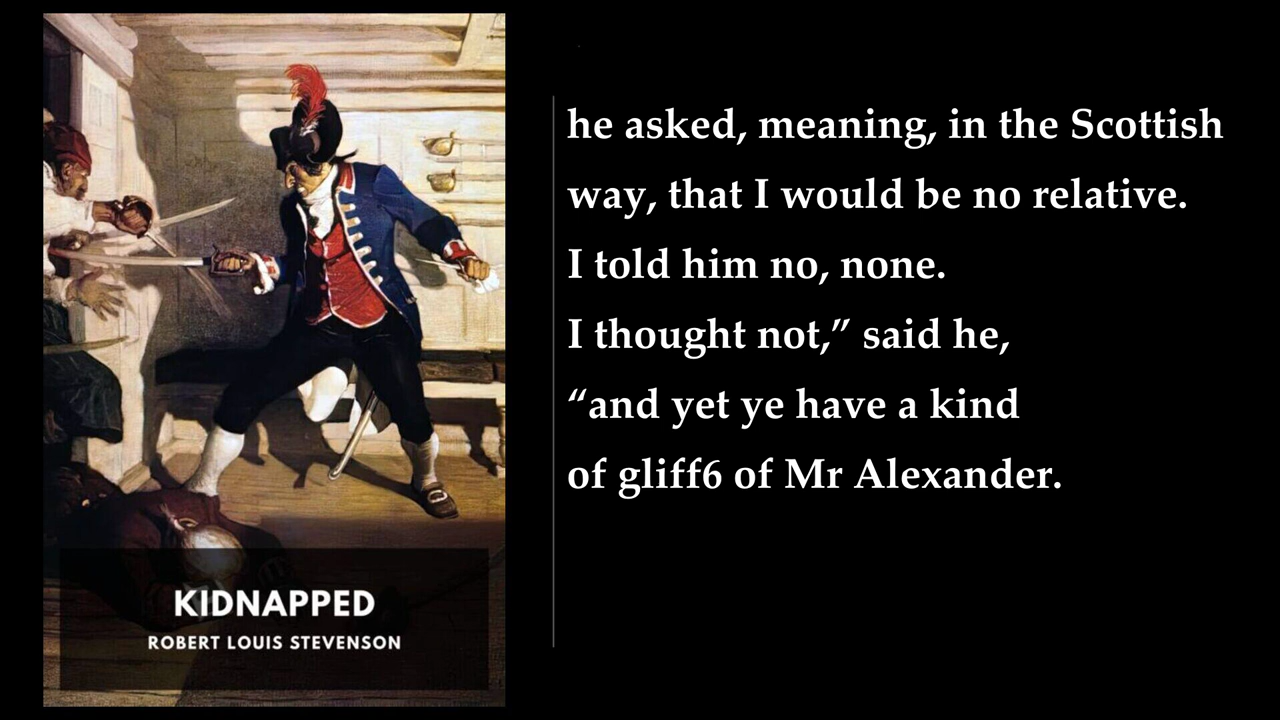 KIDNAPPED
ROBERT LOUIS STEVENSON
he asked, meaning, in the Scottish
way, that I would be no relative.
I told him no, none.
I thought not,” said he,
“and yet ye have a kind
of gliff6 of Mr Alexander.